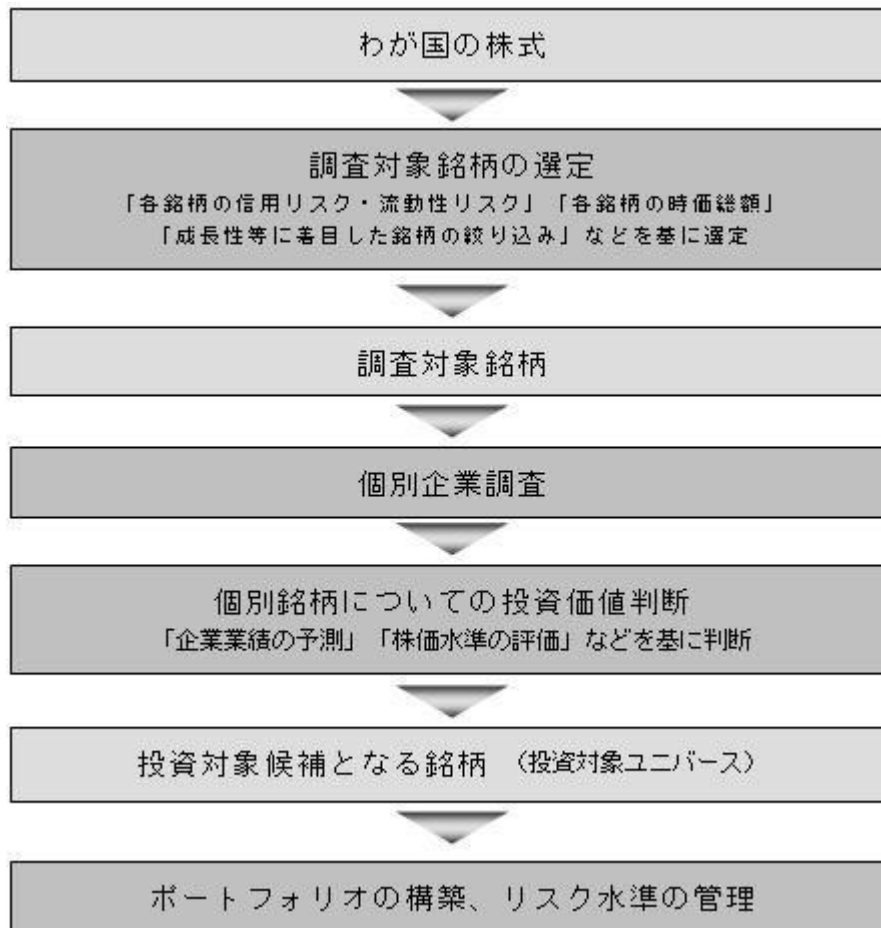 わが国の株式
調査対象銘柄の選定
「各銘柄の信用リスク・流動性リスク」「各銘柄の時価総額」
「成長性等に着目した銘柄の絞り込み」などを基に選定
調査対象銘柄
個別企業調査
個別銘柄についての投資価値判断
「企業業績の予測」「株価水準の評価」などを基に判断
投資対象候補となる銘柄 (投資対象ユニバース)
ポートフォリオの構築、リスク水準の管理